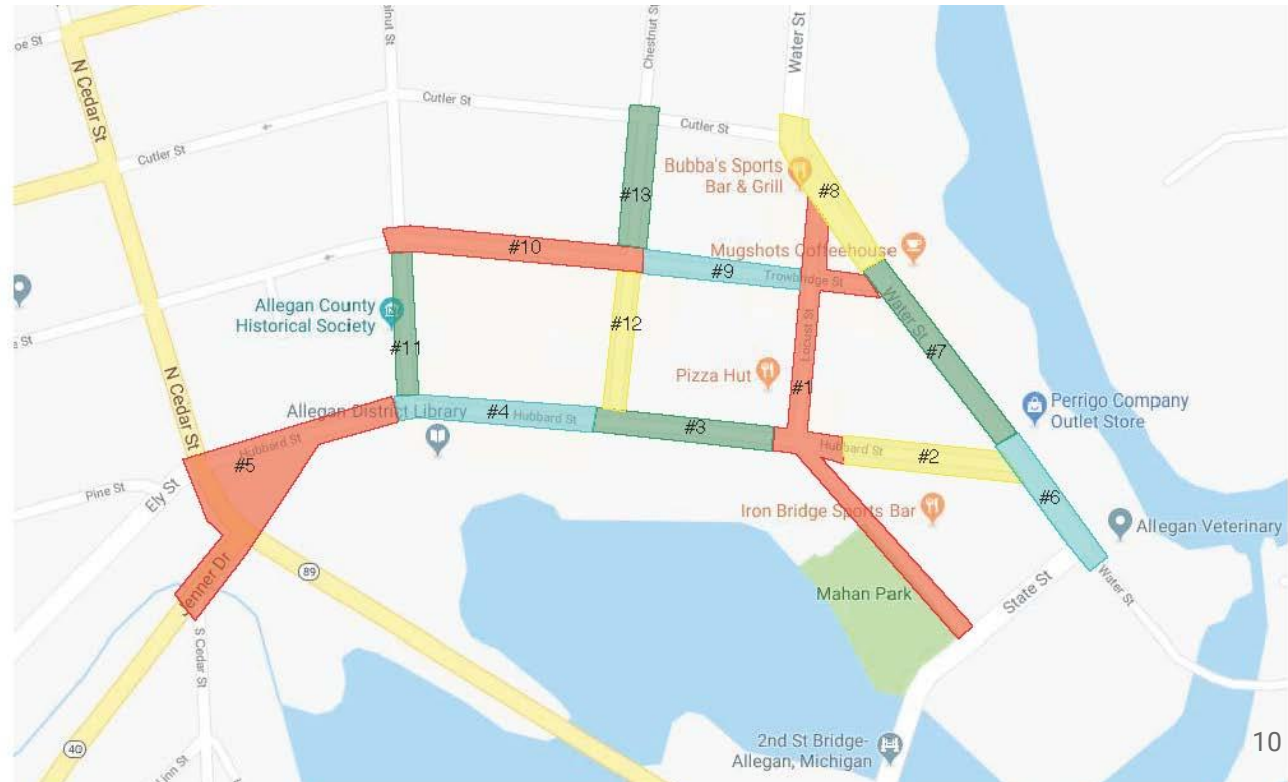 Water St
Chestnut St
N Cedar St
Cutler St
Cutler St
Cutler St
#13
Bubba's Sports
Bar & Grill
#8
#10
Mugshots Coffeehouse
#9
Trowbridge St
Water St
Allegan County
Historical Society
#12
Locust St
#7
#11
Pizza Hut
#1
N Cedar St
Perrigo Company
Outlet Store
Allegan District Library
#4
Hubbard St
#3
Hubbard St
#2
Hubbard St
#5
#6
Pine St
Ely St
Iron Bridge Sports Bar
Allegan Veterinary
89
Jenner Dr
Mahan Park
State St
Water St
S Cedar St
40
2nd St Bridge-
Allegan, Michigan
10